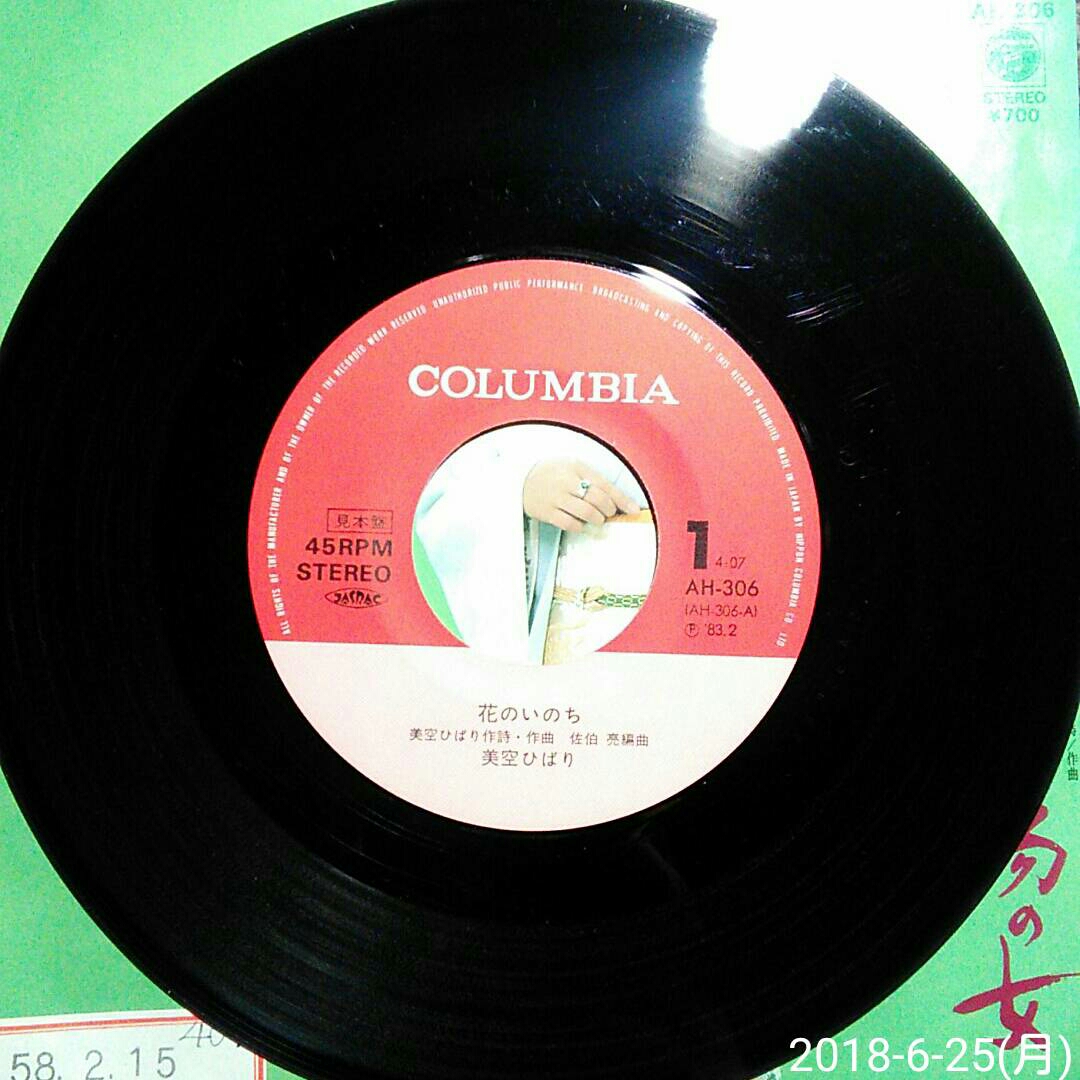 AH-306
STEREO
¥700
ALL RIGHTS OF THE MANUFACTURER AND OF THE OWNER OF THE RECORDED WORK RESERVED. UNAUTHORIZED PUBLIC PERFORMANCE BROADCASTING AND COPYING OF THIS RECORD PROHIBITED. MADE IN JAPAN BY NIPPON COLUMBIA CO., LTD
COLUMBIA
見本盤
45RPM
STEREO
JASRAC
1 4:07
AH-306
(AH-306-A)
Ⓟ '83.2
花のいのち
美空ひばり作詩・作曲 佐伯 亮編曲
美空ひばり
作曲
の女
58. 2. 15
2018-6-25(月)